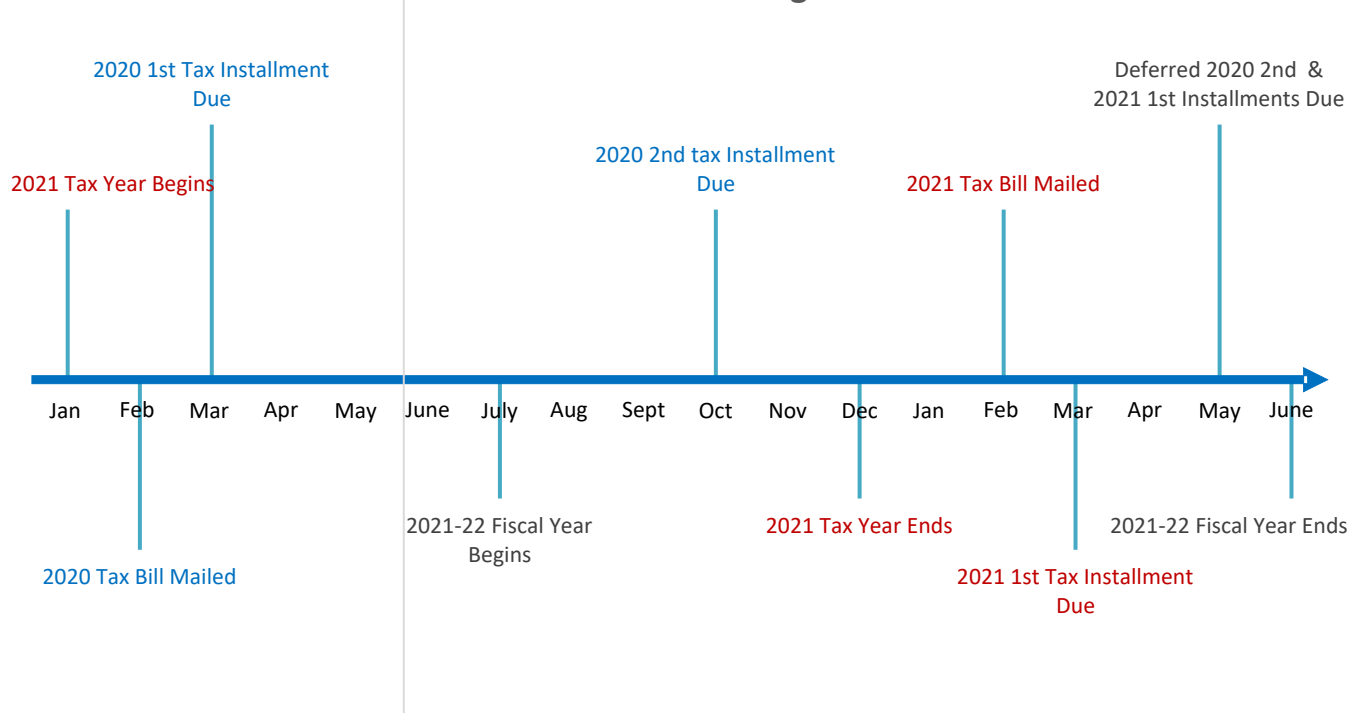 2020 1st Tax Installment
Due
Deferred 2020 2nd &
2021 1st Installments Due
2020 2nd tax Installment
Due
2021 Tax Year Begins
2021 Tax Bill Mailed
Jan Feb Mar Apr May June July Aug Sept Oct Nov Dec Jan Feb Mar Apr May June
2021-22 Fiscal Year
Begins
2021 Tax Year Ends
2021-22 Fiscal Year Ends
2020 Tax Bill Mailed
2021 1st Tax Installment
Due